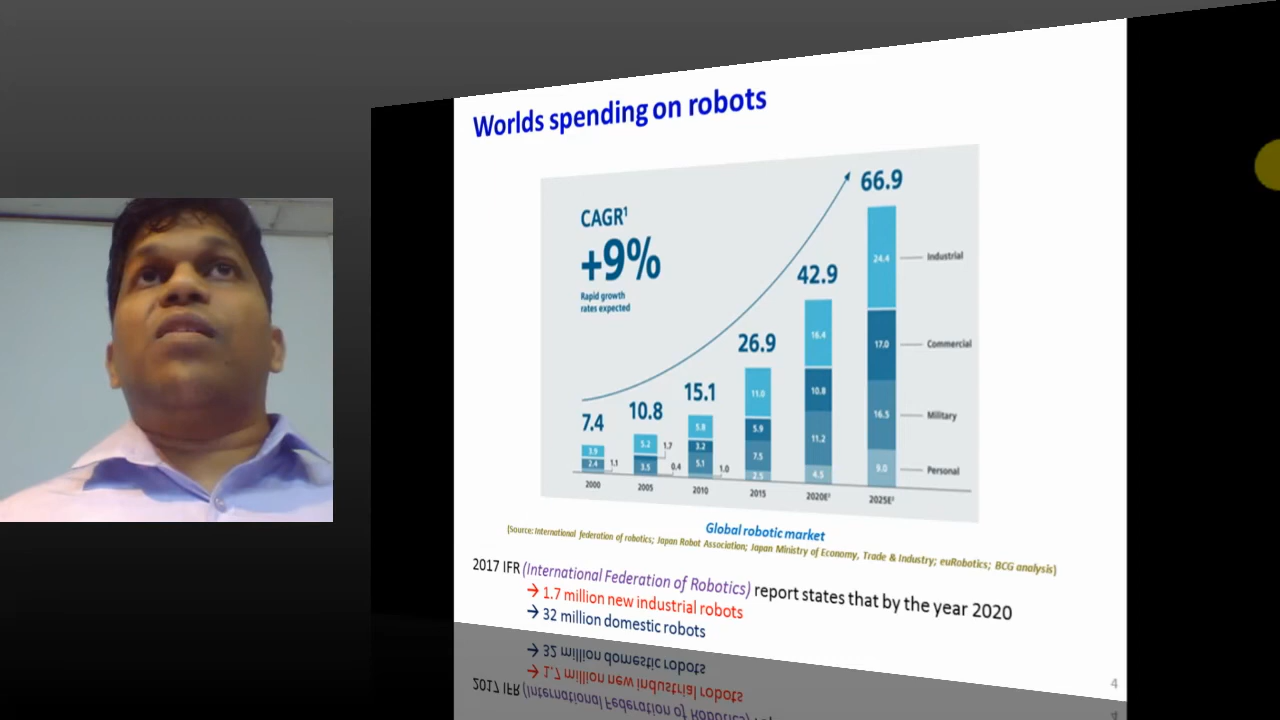 Worlds spending on robots
CAGR¹
+9%
Rapid growth
rates expected
66.9
42.9
26.9
15.1
10.8
7.4
24.4
Industrial
17.0
Commercial
16.5
Military
9.0
Personal
16.4
10.8
11.2
4.5
11.0
5.9
7.5
2.5
5.8
3.2
5.1
1.0
5.2
1.7
3.5
0.4
3.9
2.4
1.1
2000 2005 2010 2015 2020E² 2025E²
Global robotic market
(Source: International federation of robotics; Japan Robot Association; Japan Ministry of Economy, Trade & Industry; euRobotics; BCG analysis)
2017 IFR (International Federation of Robotics) report states that by the year 2020
→ 1.7 million new industrial robots
→ 32 million domestic robots
4